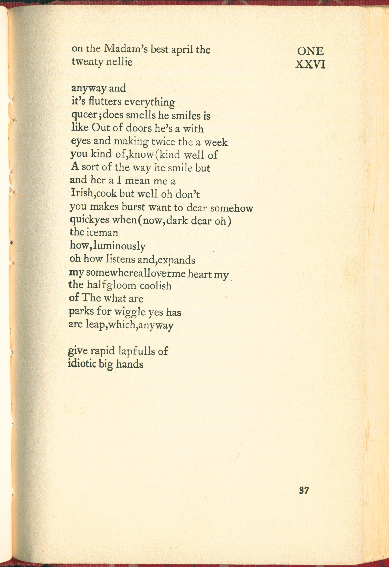 on the Madam's best april the
twenty nellie
ONE
XXVI
anyway and
it's flutters everything
queer;does smells he smiles is
like Out of doors he's a with
eyes and making twice the a week
you kind of,know(kind well of
A sort of the way he smile but
and her a I mean me a
Irish,cook but well oh don't
you makes burst want to dear somehow
quickyes when(now,dark dear oh)
the iceman
how,luminously
oh how listens and,expands
my somewherealloverme heart my
the halfgloom coolish
of The what are
parks for wiggle yes has
are leap,which,anyway
give rapid lapfulls of
idiotic big hands
37